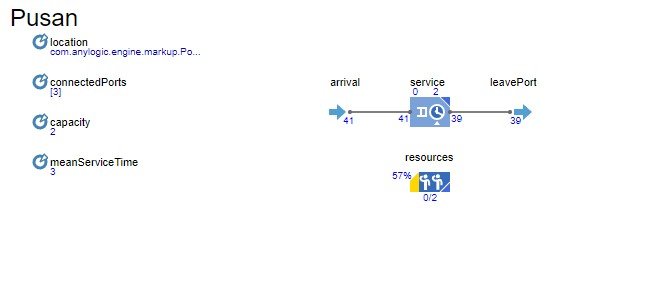 Pusan
location
com.anylogic.engine.markup.Po...
connectedPorts
[3]
capacity
2
meanServiceTime
3
arrival
service
leavePort
0 2
41
41
39
39
resources
57%
0/2